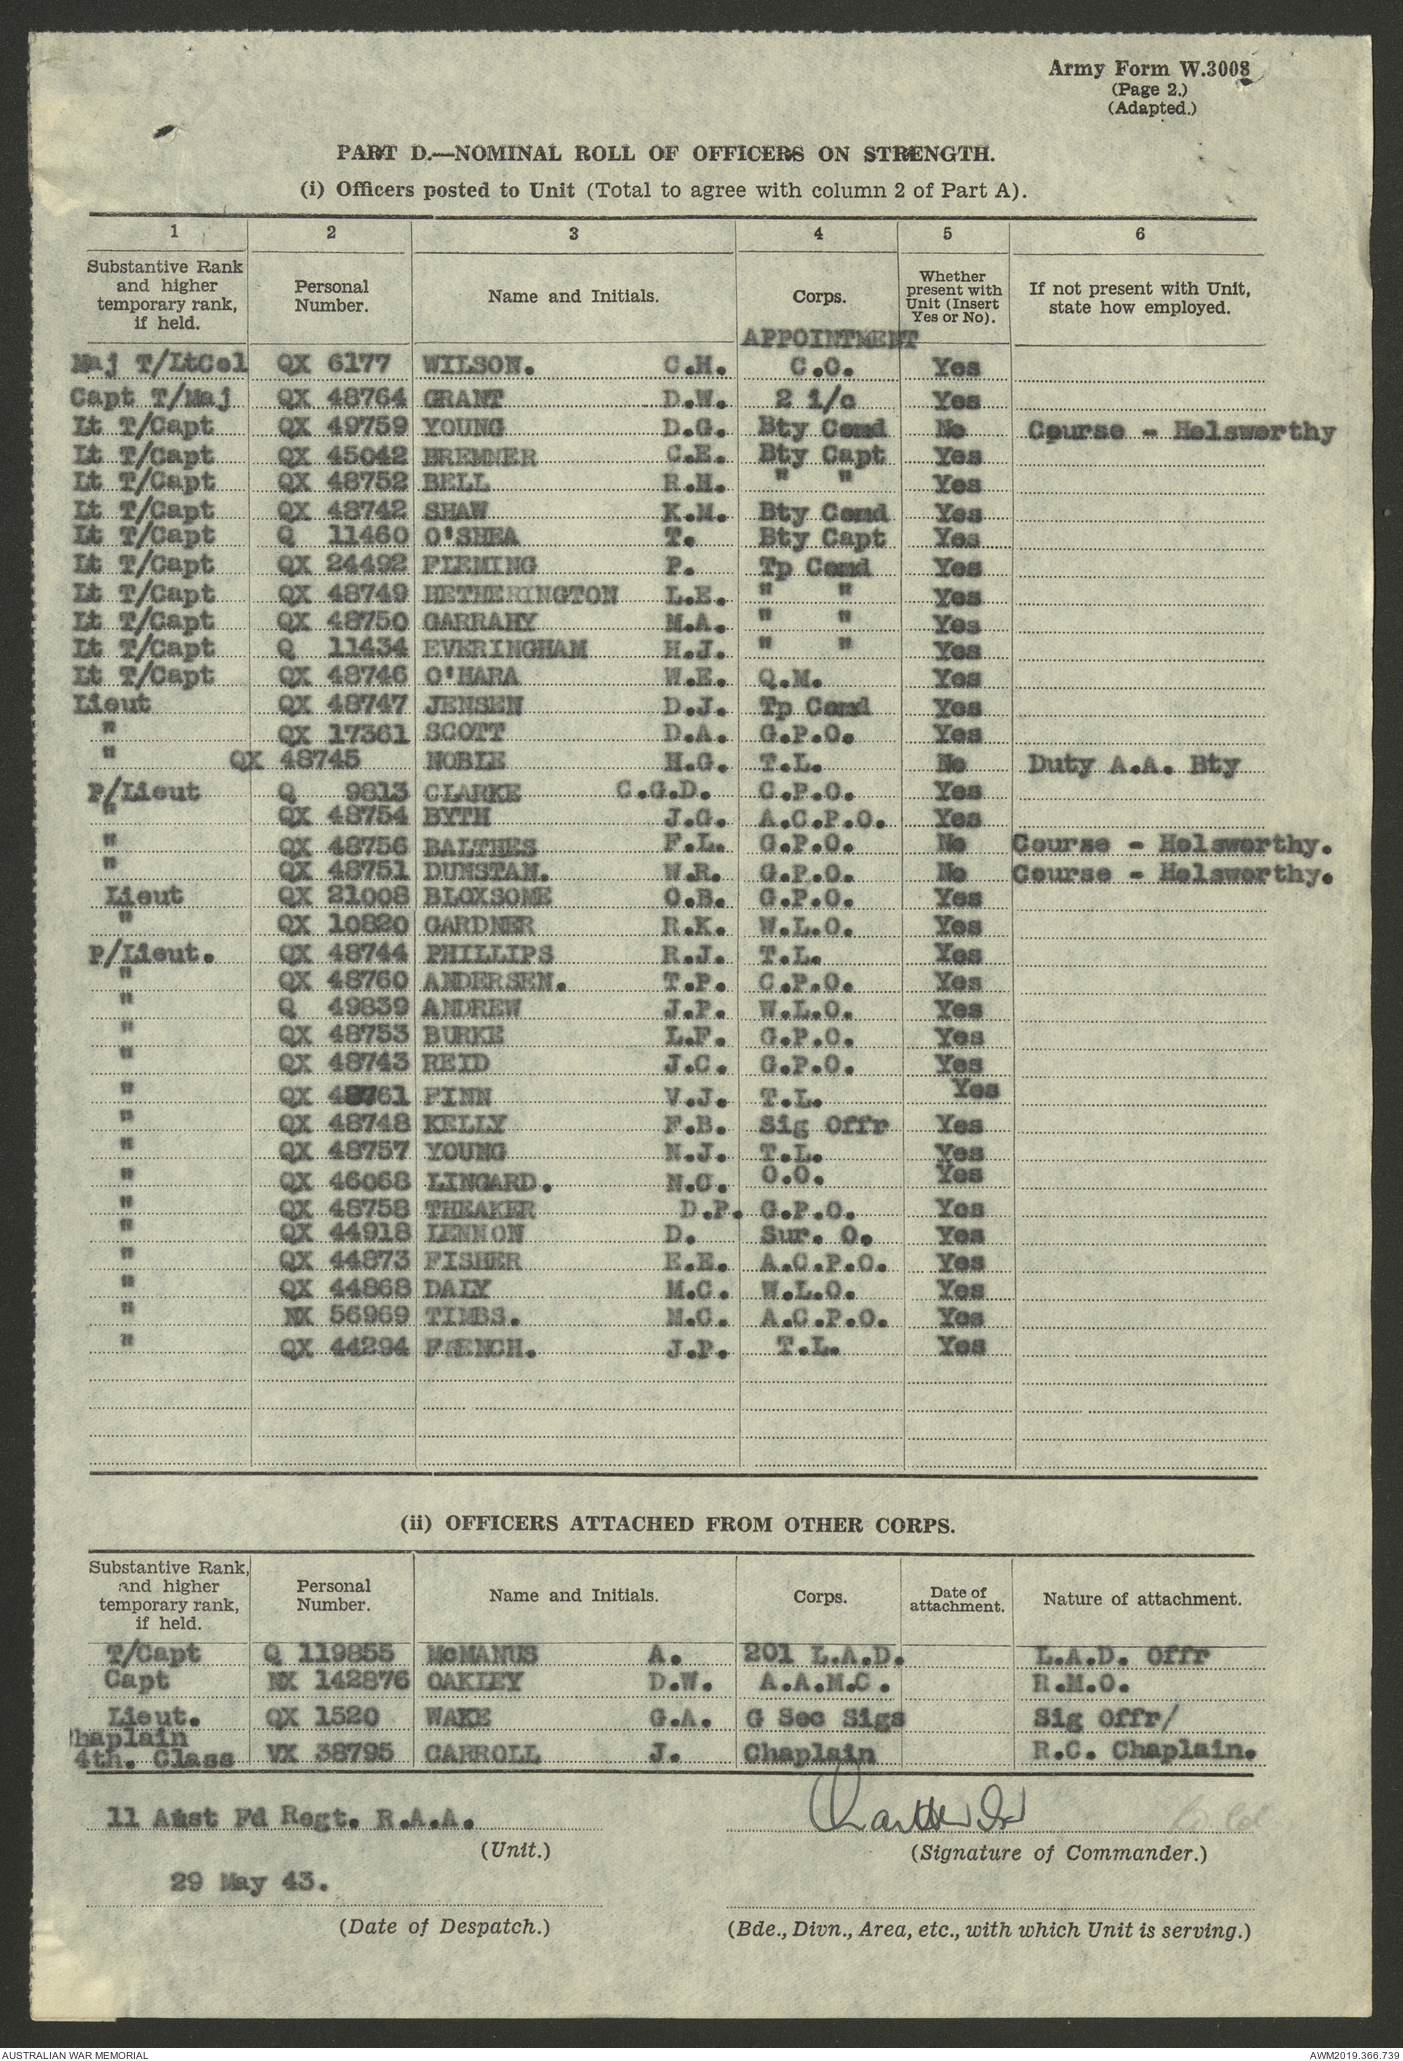 Army Form W.3008
(Page 2.)
(Adapted.)
PART D.—NOMINAL ROLL OF OFFICERS ON STRENGTH.
(i) Officers posted to Unit (Total to agree with column 2 of Part A).
1 2 3 4 5 6
Substantive Rank and higher temporary rank, if held. Personal Number. Name and Initials. Corps. Whether present with Unit (Insert Yes or No). If not present with Unit, state how employed.
APPOINTMENT
Maj T/LtCol QX 6177 WILSON. C.H. C.O. Yes
Capt T/Maj QX 48764 GRANT D.W. 2 i/c Yes
Lt T/Capt QX 49759 YOUNG D.G. Bty Comd No Course - Holsworthy
Lt T/Capt QX 45042 BREMNER C.E. Bty Capt Yes
Lt T/Capt QX 48752 BELL R.H. " " Yes
Lt T/Capt QX 48742 SHAW K.M. Bty Comd Yes
Lt T/Capt Q 11460 O'SHEA T. Bty Capt Yes
Lt T/Capt QX 24492 FLEMING P. Tp Comd Yes
Lt T/Capt QX 48749 HETHERINGTON L.E. " " Yes
Lt T/Capt QX 48750 GARRAHY M.A. " " Yes
Lt T/Capt Q 11434 EVERINGHAM H.J. " " Yes
Lt T/Capt QX 48746 O'HARA W.E. Q.M. Yes
Lieut QX 48747 JENSEN D.J. Tp Comd Yes
" QX 17361 SCOTT D.A. G.P.O. Yes
" QX 48745 NOBLE H.G. T.L. No Duty A.A. Bty
P/Lieut Q 9813 CLARKE C.G.D. C.P.O. Yes
" QX 48754 BYTH J.G. A.C.P.O. Yes
" QX 48756 BALTHES F.L. G.P.O. No Course - Holsworthy.
" QX 48751 DUNSTAN. W.R. G.P.O. No Course - Holsworthy.
Lieut QX 21008 BLOXSOME O.B. G.P.O. Yes
" QX 10820 GARDNER R.K. W.L.O. Yes
P/Lieut. QX 48744 PHILLIPS R.J. T.L. Yes
" QX 48760 ANDERSEN. T.P. C.P.O. Yes
" Q 49839 ANDREW J.P. W.L.O. Yes
" QX 48753 BURKE L.F. G.P.O. Yes
" QX 48743 REID J.C. G.P.O. Yes
" QX 48761 FINN V.J. T.L. Yes
" QX 48748 KELLY F.B. Sig Offr Yes
" QX 48757 YOUNG N.J. T.L. Yes
" QX 46068 LINGARD. N.C. O.O. Yes
" QX 48758 THEAKER D.P. G.P.O. Yes
" QX 44918 LENNON D. Sur. O. Yes
" QX 44873 FISHER E.E. A.C.P.O. Yes
" QX 44868 DALY M.C. W.L.O. Yes
" NX 56969 TIMBS. M.C. A.C.P.O. Yes
" QX 44294 FRENCH. J.P. T.L. Yes
(ii) OFFICERS ATTACHED FROM OTHER CORPS.
Substantive Rank, and higher temporary rank, if held. Personal Number. Name and Initials. Corps. Date of attachment. Nature of attachment.
T/Capt Q 119855 McMANUS A. 201 L.A.D. L.A.D. Offr
Capt NX 142876 OAKLEY D.W. A.A.M.C. R.M.O.
Lieut. QX 1520 WAKE G.A. G Sec Sigs Sig Offr/
Chaplain
4th. Class VX 38795 CARROLL J. Chaplain R.C. Chaplain.
11 Aust Fd Regt. R.A.A.
(Unit.) (Signature of Commander.)
29 May 43.
(Date of Despatch.) (Bde., Divn., Area, etc., with which Unit is serving.)
AUSTRALIAN WAR MEMORIAL AWM2019.366.739